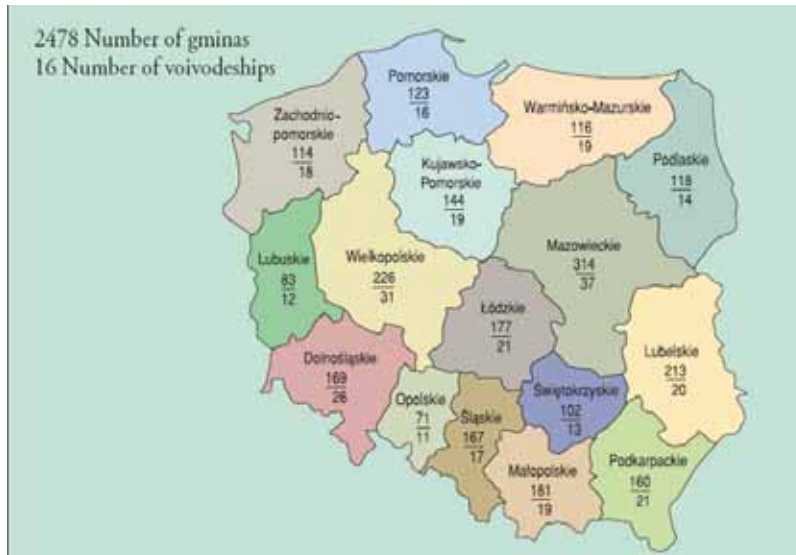 2478 Number of gminas
16 Number of voivodeships
Pomorskie
123
16
Warmińsko-Mazurskie
116
19
Zachodnio-
pomorskie
114
18
Kujawsko-
Pomorskie
144
19
Podlaskie
118
14
Lubuskie
83
12
Wielkopolskie
226
31
Mazowieckie
314
37
Łódzkie
177
21
Dolnośląskie
169
26
Lubelskie
213
20
Opolskie
71
11
Śląskie
167
17
Świętokrzyskie
102
13
Małopolskie
181
19
Podkarpackie
160
21